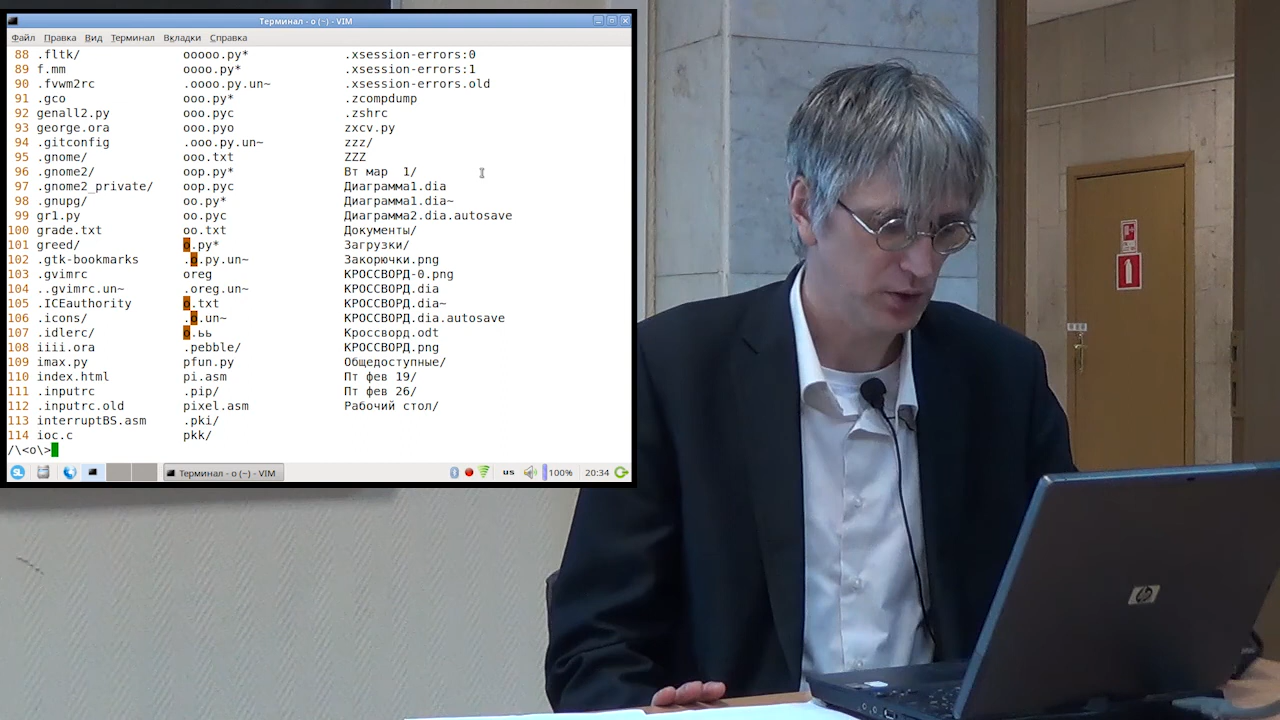 Терминал - o (~) - VIM
Файл Правка Вид Терминал Вкладки Справка
88 .fltk/ ooooo.py* .xsession-errors:0
89 f.mm oooo.py* .xsession-errors:1
90 .fvwm2rc .oooo.py.un~ .xsession-errors.old
91 .gco ooo.py* .zcompdump
92 genall2.py ooo.pyc .zshrc
93 george.ora ooo.pyo zxcv.py
94 .gitconfig .ooo.py.un~ zzz/
95 .gnome/ ooo.txt ZZZ
96 .gnome2/ oop.py* Вт мар  1/
97 .gnome2_private/ oop.pyc Диаграмма1.dia
98 .gnupg/ oo.py* Диаграмма1.dia~
99 gr1.py oo.pyc Диаграмма2.dia.autosave
100 grade.txt oo.txt Документы/
101 greed/ o.py* Загрузки/
102 .gtk-bookmarks .o.py.un~ Закорючки.png
103 .gvimrc oreg КРОССВОРД-0.png
104 ..gvimrc.un~ .oreg.un~ КРОССВОРД.dia
105 .ICEauthority o.txt КРОССВОРД.dia~
106 .icons/ .o.un~ КРОССВОРД.dia.autosave
107 .idlerc/ o.ьь Кроссворд.odt
108 iiii.ora .pebble/ КРОССВОРД.png
109 imax.py pfun.py Общедоступные/
110 index.html pi.asm Пт фев 19/
111 .inputrc .pip/ Пт фев 26/
112 .inputrc.old pixel.asm Рабочий стол/
113 interruptBS.asm .pki/
114 ioc.c pkk/
/\<o\>
Терминал - o (~) - VIM us 100% 20:34
hp